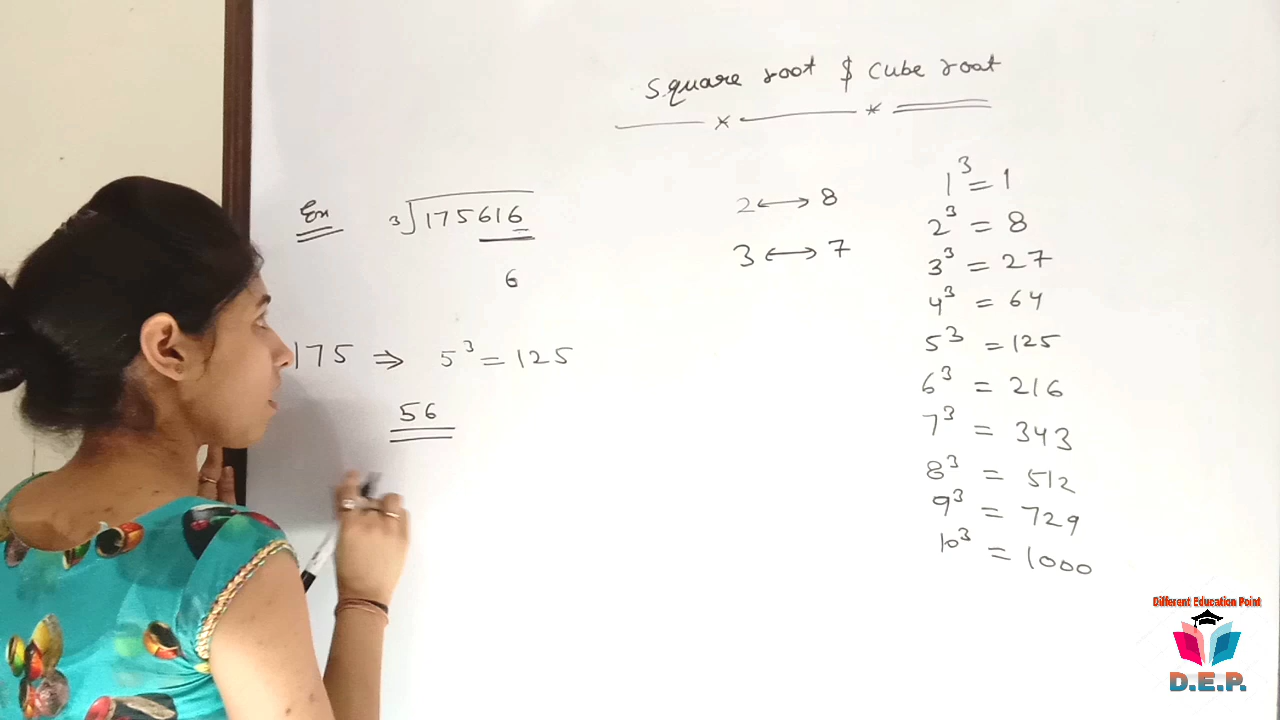 Square root $ cube root
Ex ³√175616
6
175 ⇒ 5³ = 125
56
2 ↔ 8
3 ↔ 7
1³ = 1
2³ = 8
3³ = 27
4³ = 64
5³ = 125
6³ = 216
7³ = 343
8³ = 512
9³ = 729
10³ = 1000
Different Education Point
D.E.P.